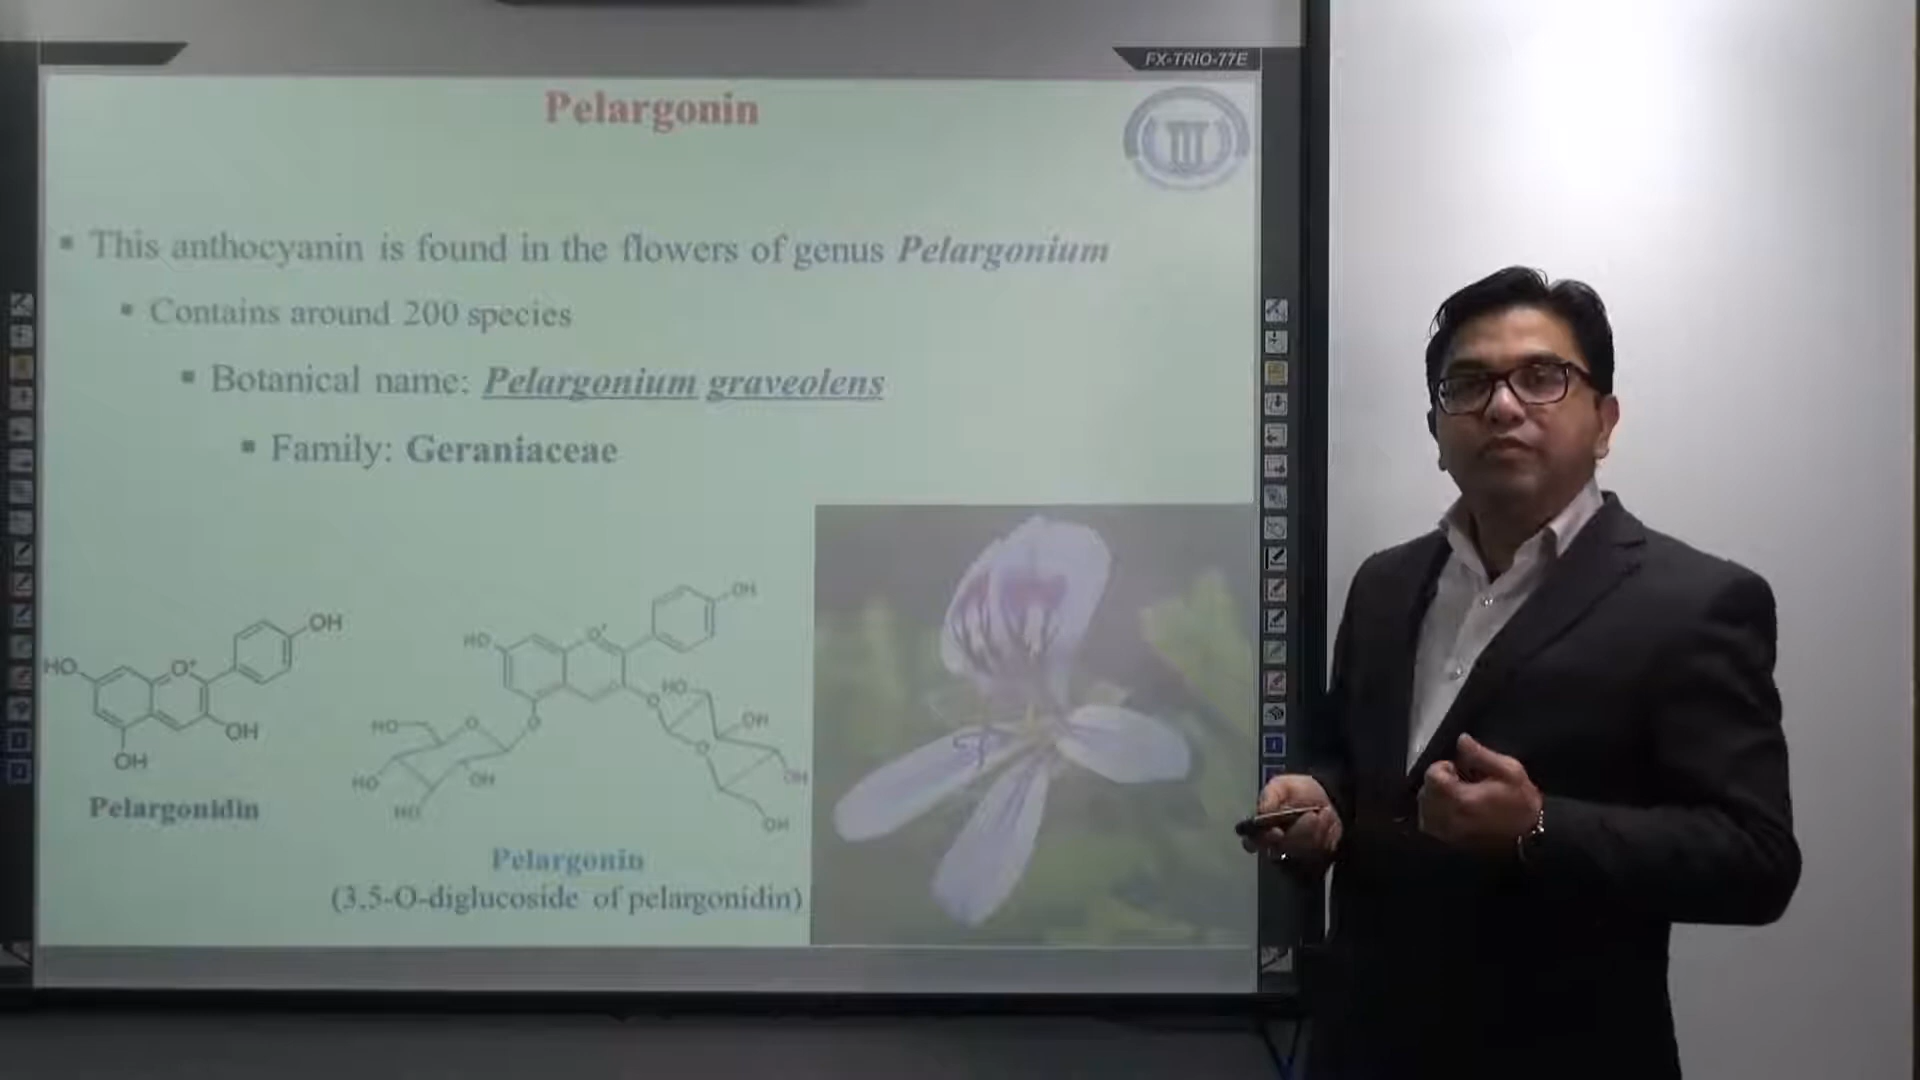 FX-TRIO-77E
Pelargonin
▪ This anthocyanin is found in the flowers of genus Pelargonium
▪ Contains around 200 species
▪ Botanical name: Pelargonium graveolens
▪ Family: Geraniaceae
OH
HO
O+
OH
OH
Pelargonidin
OH
HO
O+
O
O
HO
OH
OH
O
OH
HO
O
HO
OH
HO
Pelargonin
(3,5-O-diglucoside of pelargonidin)